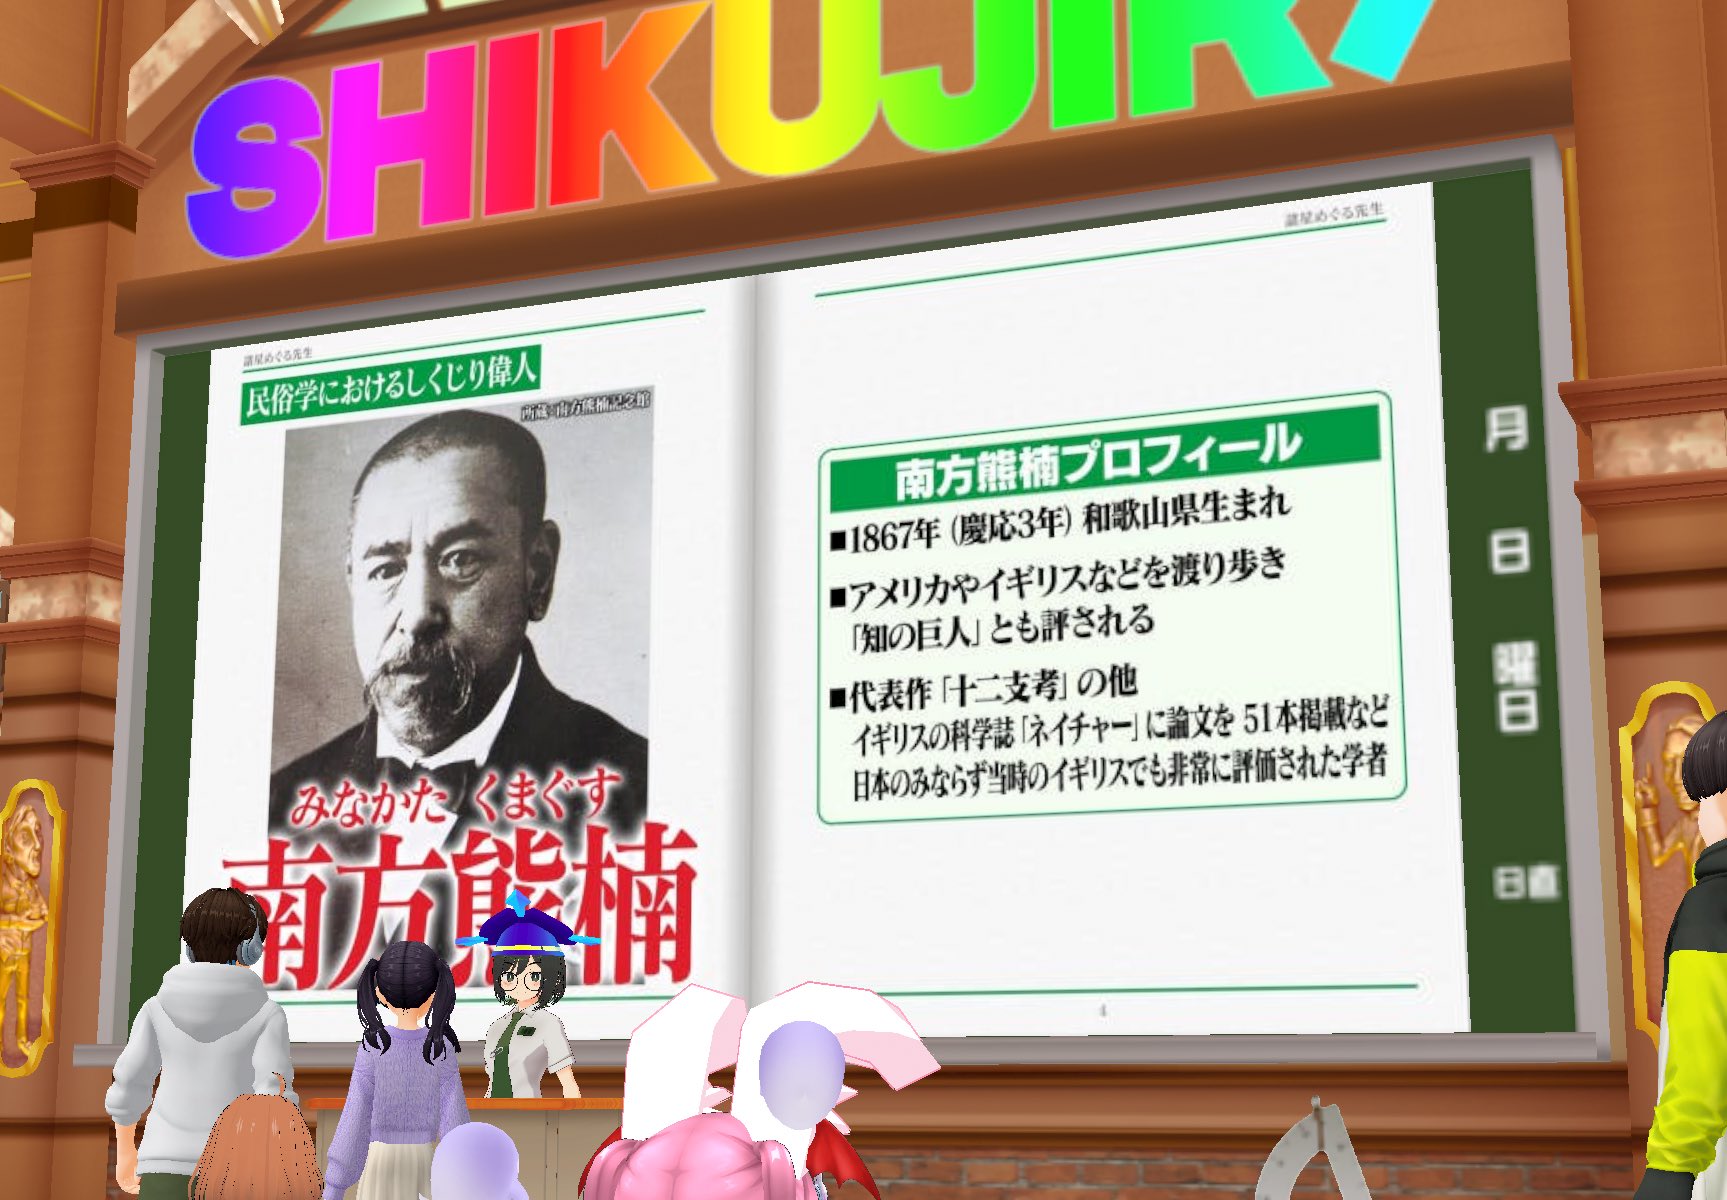 SHIKUJIR
諸星めぐる先生
民俗学におけるしくじり偉人
所蔵:南方熊楠記念館
みなかた くまぐす
南方熊楠
諸星めぐる先生
南方熊楠プロフィール
■1867年（慶応3年）和歌山県生まれ
■アメリカやイギリスなどを渡り歩き
「知の巨人」とも評される
■代表作「十二支考」の他
イギリスの科学誌「ネイチャー」に論文を 51本掲載など
日本のみならず当時のイギリスでも非常に評価された学者
4
月
日
曜日
日直